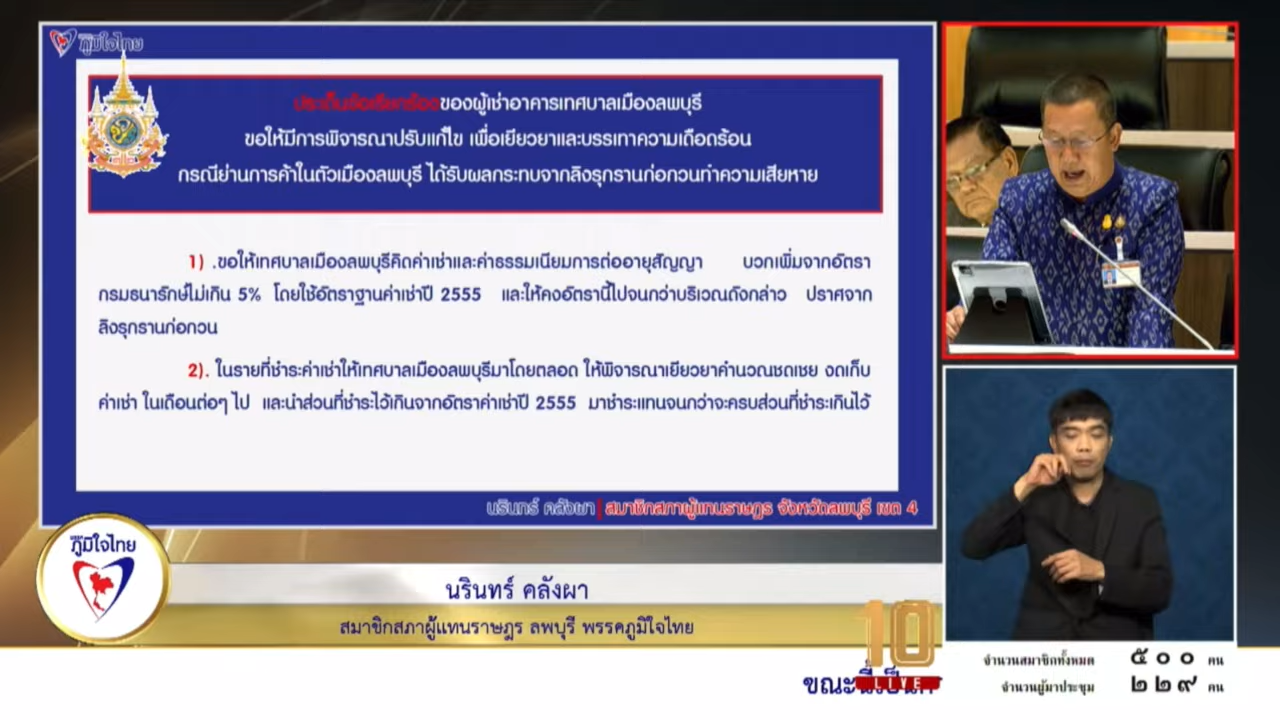 ภูมิใจไทย
ประเด็นข้อเรียกร้องของผู้เช่าอาคารเทศบาลเมืองลพบุรี
ขอให้มีการพิจารณาปรับแก้ไข เพื่อเยียวยาและบรรเทาความเดือดร้อน
กรณีย่านการค้าในตัวเมืองลพบุรี ได้รับผลกระทบจากลิงรุกรานก่อกวนทำความเสียหาย
1) .ขอให้เทศบาลเมืองลพบุรีคิดค่าเช่าและค่าธรรมเนียมการต่ออายุสัญญา บวกเพิ่มจากอัตรา
กรมธนารักษ์ไม่เกิน 5% โดยใช้อัตราฐานค่าเช่าปี 2555 และให้คงอัตรานี้ไปจนกว่าบริเวณดังกล่าว ปราศจาก
ลิงรุกรานก่อกวน
2). ในรายที่ชำระค่าเช่าให้เทศบาลเมืองลพบุรีมาโดยตลอด ให้พิจารณาเยียวยาคำนวณชดเชย งดเก็บ
ค่าเช่า ในเดือนต่อๆ ไป และนำส่วนที่ชำระไว้เกินจากอัตราค่าเช่าปี 2555 มาชำระแทนจนกว่าจะครบส่วนที่ชำระเกินไว้
นรินทร์ คลังผา | สมาชิกสภาผู้แทนราษฎร จังหวัดลพบุรี เขต 4
ภูมิใจไทย
นรินทร์ คลังผา
สมาชิกสภาผู้แทนราษฎร ลพบุรี พรรคภูมิใจไทย
10
LIVE
ขณะนี้เป็นก
จำนวนสมาชิกทั้งหมด ๕๐๐ คน
จำนวนผู้มาประชุม ๒๒๙ คน